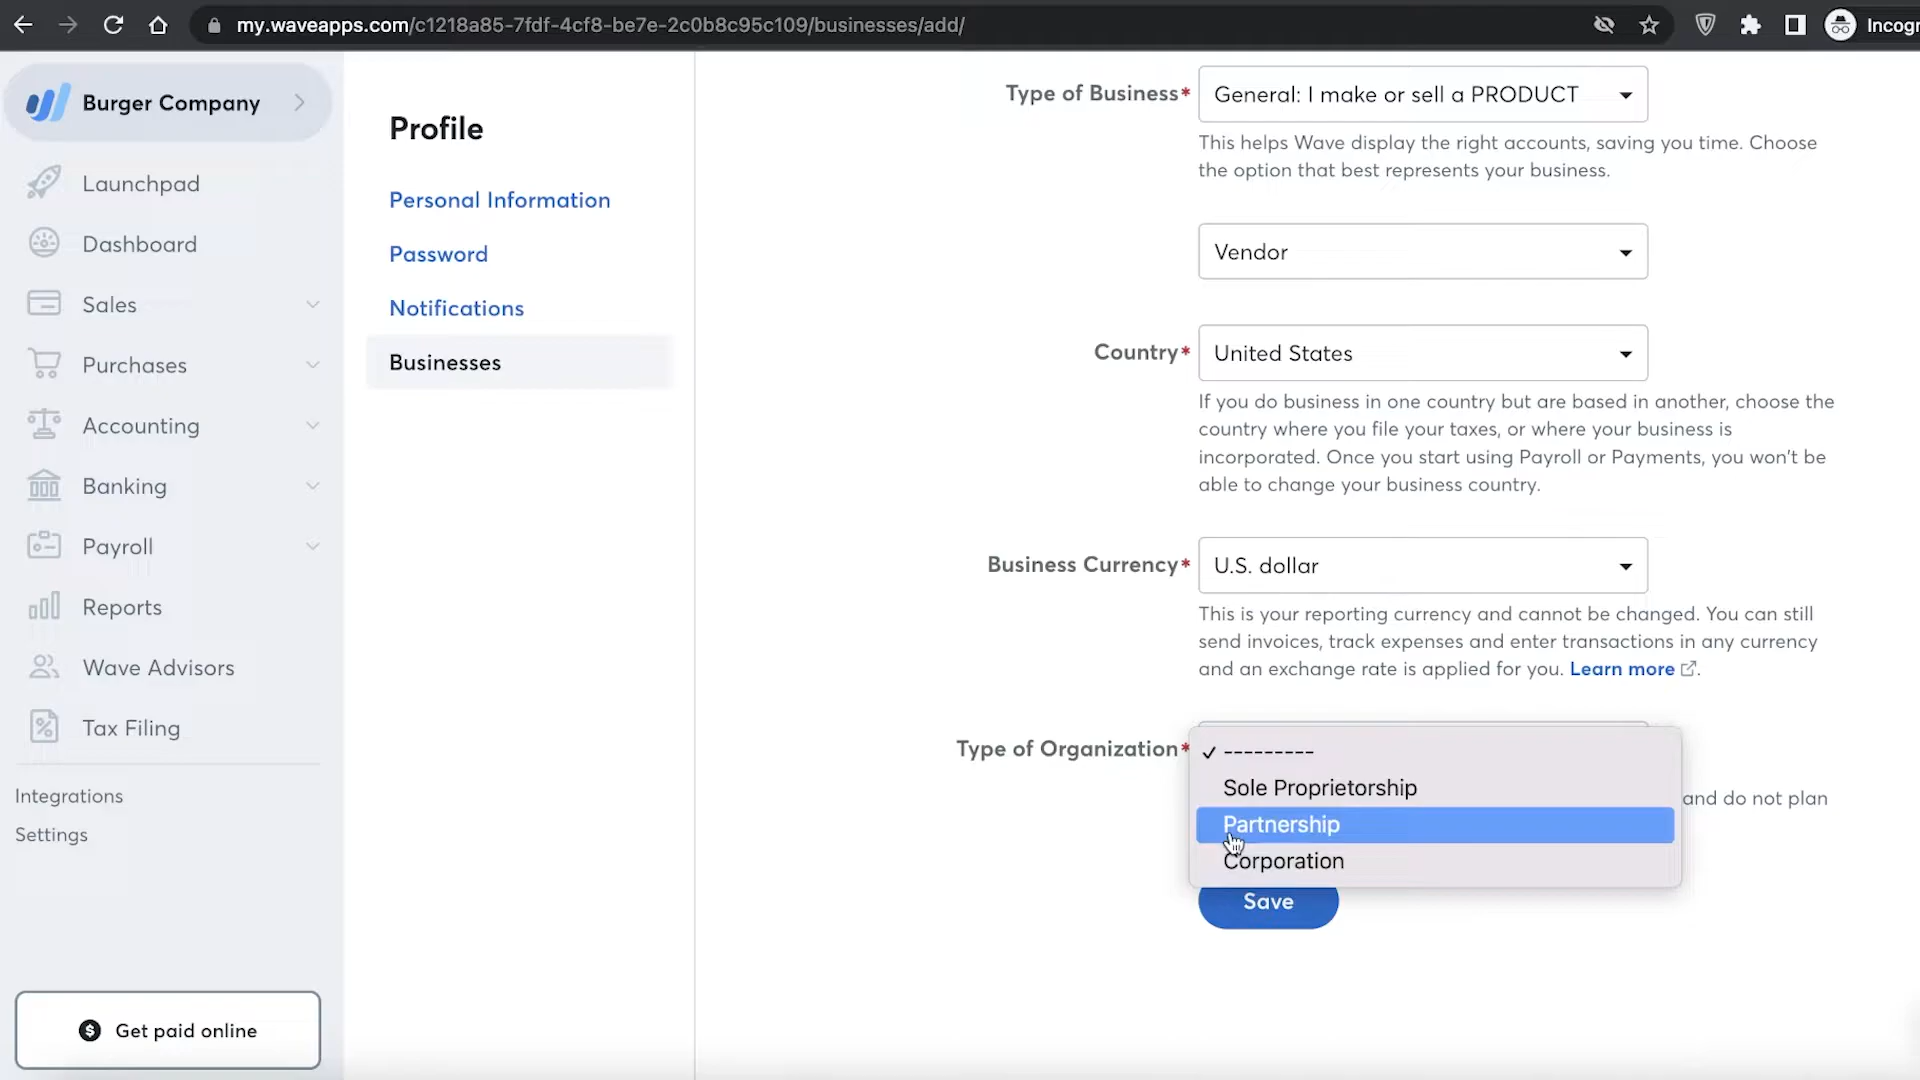 my.waveapps.com/c1218a85-7fdf-4cf8-be7e-2c0b8c95c109/businesses/add/
Incogn
Burger Company
Launchpad
Dashboard
Sales
Purchases
Accounting
Banking
Payroll
Reports
Wave Advisors
Tax Filing
Integrations
Settings
Get paid online
Profile
Personal Information
Password
Notifications
Businesses
Type of Business*
General: I make or sell a PRODUCT
This helps Wave display the right accounts, saving you time. Choose
the option that best represents your business.
Vendor
Country*
United States
If you do business in one country but are based in another, choose the
country where you file your taxes, or where your business is
incorporated. Once you start using Payroll or Payments, you won't be
able to change your business country.
Business Currency*
U.S. dollar
This is your reporting currency and cannot be changed. You can still
send invoices, track expenses and enter transactions in any currency
and an exchange rate is applied for you. Learn more.
Type of Organization*
✓ ---------
Sole Proprietorship
Partnership
Corporation
and do not plan
Save